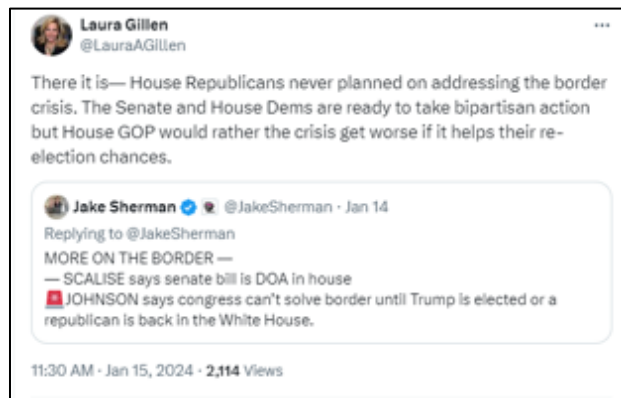 Laura Gillen
@LauraAGillen
There it is— House Republicans never planned on addressing the border
crisis. The Senate and House Dems are ready to take bipartisan action
but House GOP would rather the crisis get worse if it helps their re-
election chances.
Jake Sherman @JakeSherman · Jan 14
Replying to @JakeSherman
MORE ON THE BORDER —
— SCALISE says senate bill is DOA in house
🚨JOHNSON says congress can't solve border until Trump is elected or a
republican is back in the White House.
11:30 AM · Jan 15, 2024 · 2,114 Views